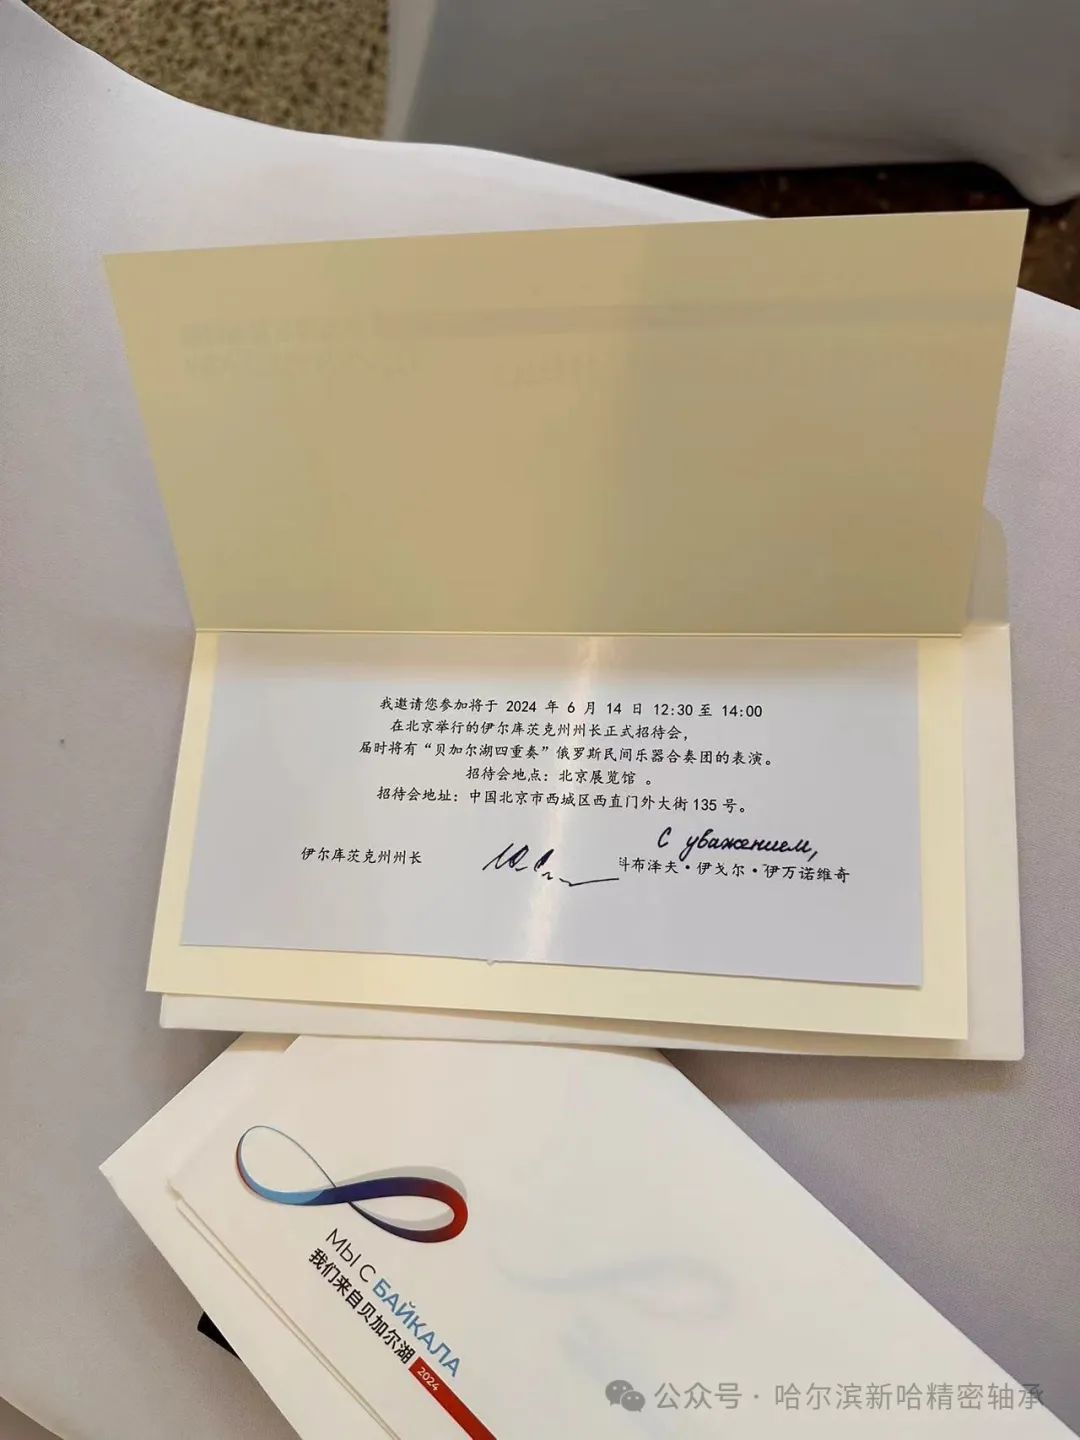 我邀请您参加将于 2024 年 6 月 14 日 12:30 至 14:00
在北京举行的伊尔库茨克州州长正式招待会，
届时将有“贝加尔湖四重奏”俄罗斯民间乐器合奏团的表演。
招待会地点：北京展览馆 。
招待会地址：中国北京市西城区西直门外大街 135 号。
С уважением,
伊尔库茨克州州长
布泽夫·伊戈尔·伊万诺维奇
МЫ С БАЙКАЛА
我们来自贝加尔湖
2024
公众号 · 哈尔滨新哈精密轴承